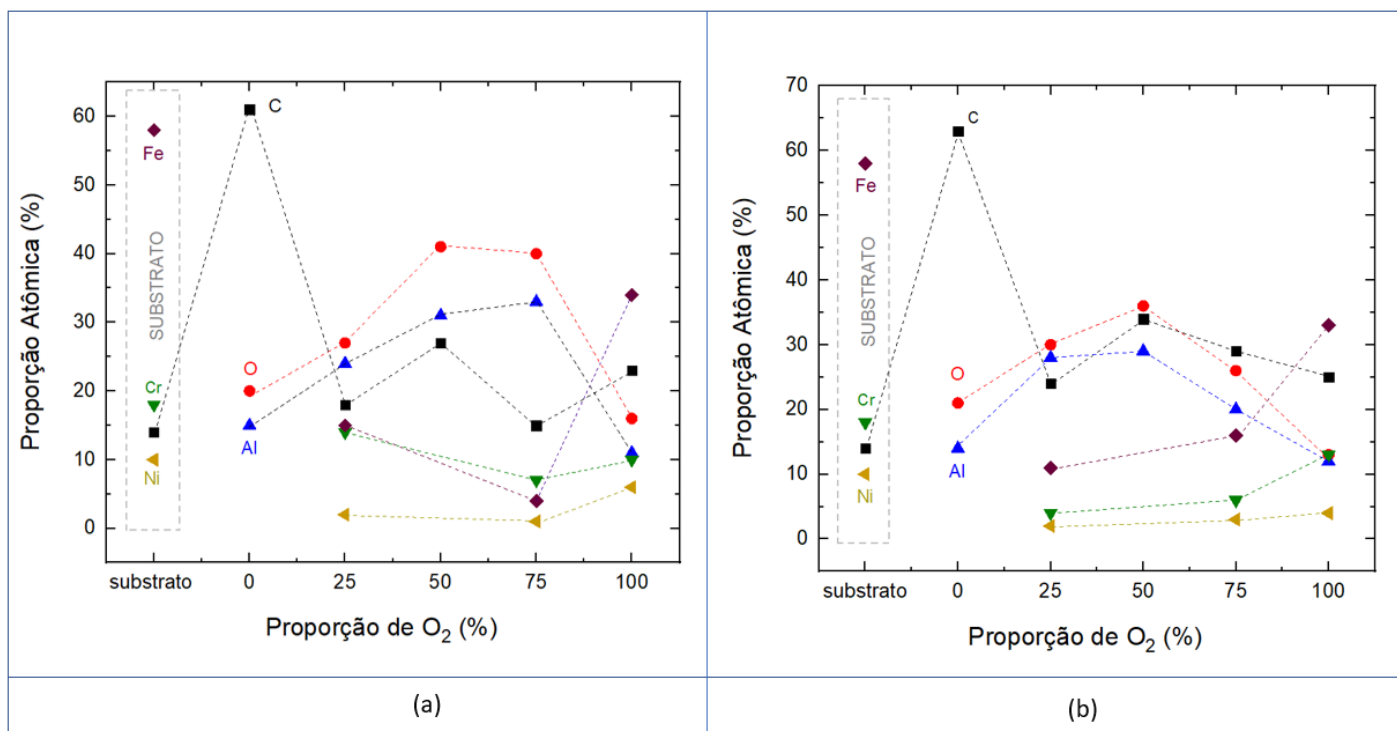 60
50
40
30
20
10
0
Proporção Atômica (%)
SUBSTRATO
Fe
Cr
Ni
C
O
Al
substrato 0 25 50 75 100
Proporção de O₂ (%)
(a)
70
60
50
40
30
20
10
0
Proporção Atômica (%)
SUBSTRATO
Fe
Cr
Ni
C
O
Al
substrato 0 25 50 75 100
Proporção de O₂ (%)
(b)